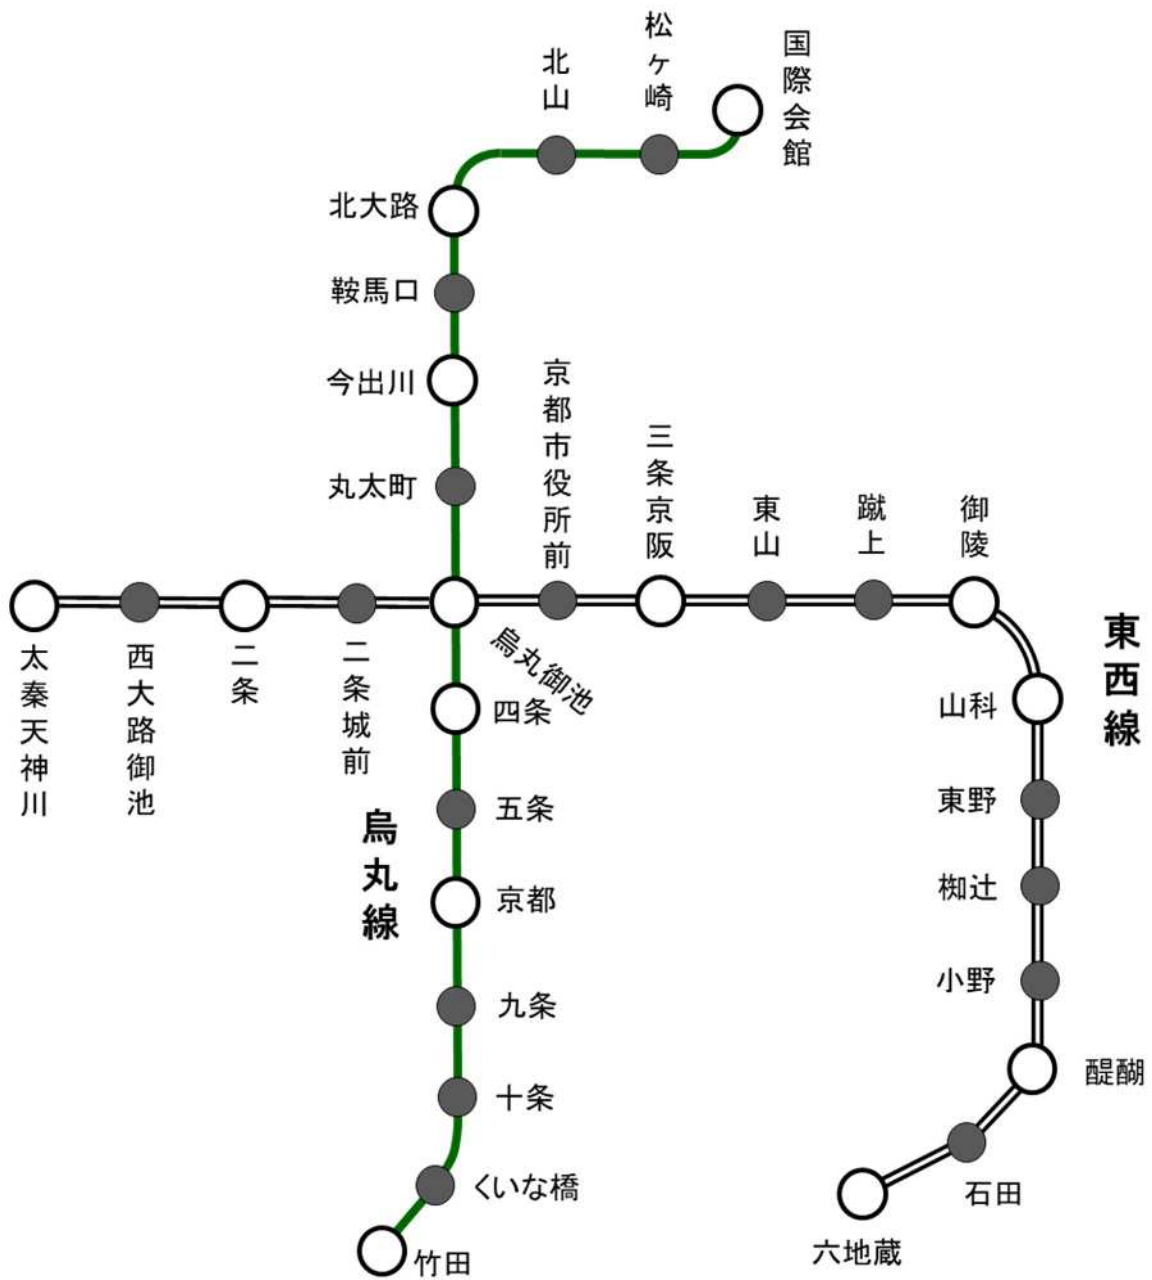 国際会館
松ヶ崎
北山
北大路
鞍馬口
今出川
丸太町
烏丸御池
四条
五条
京都
九条
十条
くいな橋
竹田
烏丸線
太秦天神川
西大路御池
二条
二条城前
京都市役所前
三条京阪
東山
蹴上
御陵
山科
東野
椥辻
小野
醍醐
石田
六地蔵
東西線